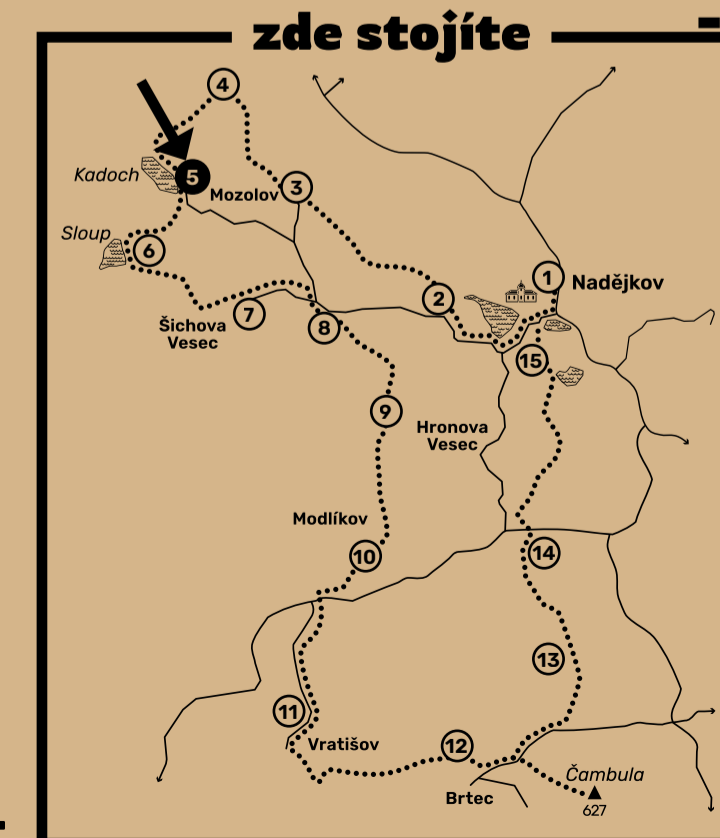 zde stojíte
4
Kadoch
5
Mozolov
3
Sloup
6
1
Nadějkov
2
7
Šichova
Vesec
8
15
9
Hronova
Vesec
Modlíkov
10
14
13
11
Vratišov
12
Čambula
Brtec
627